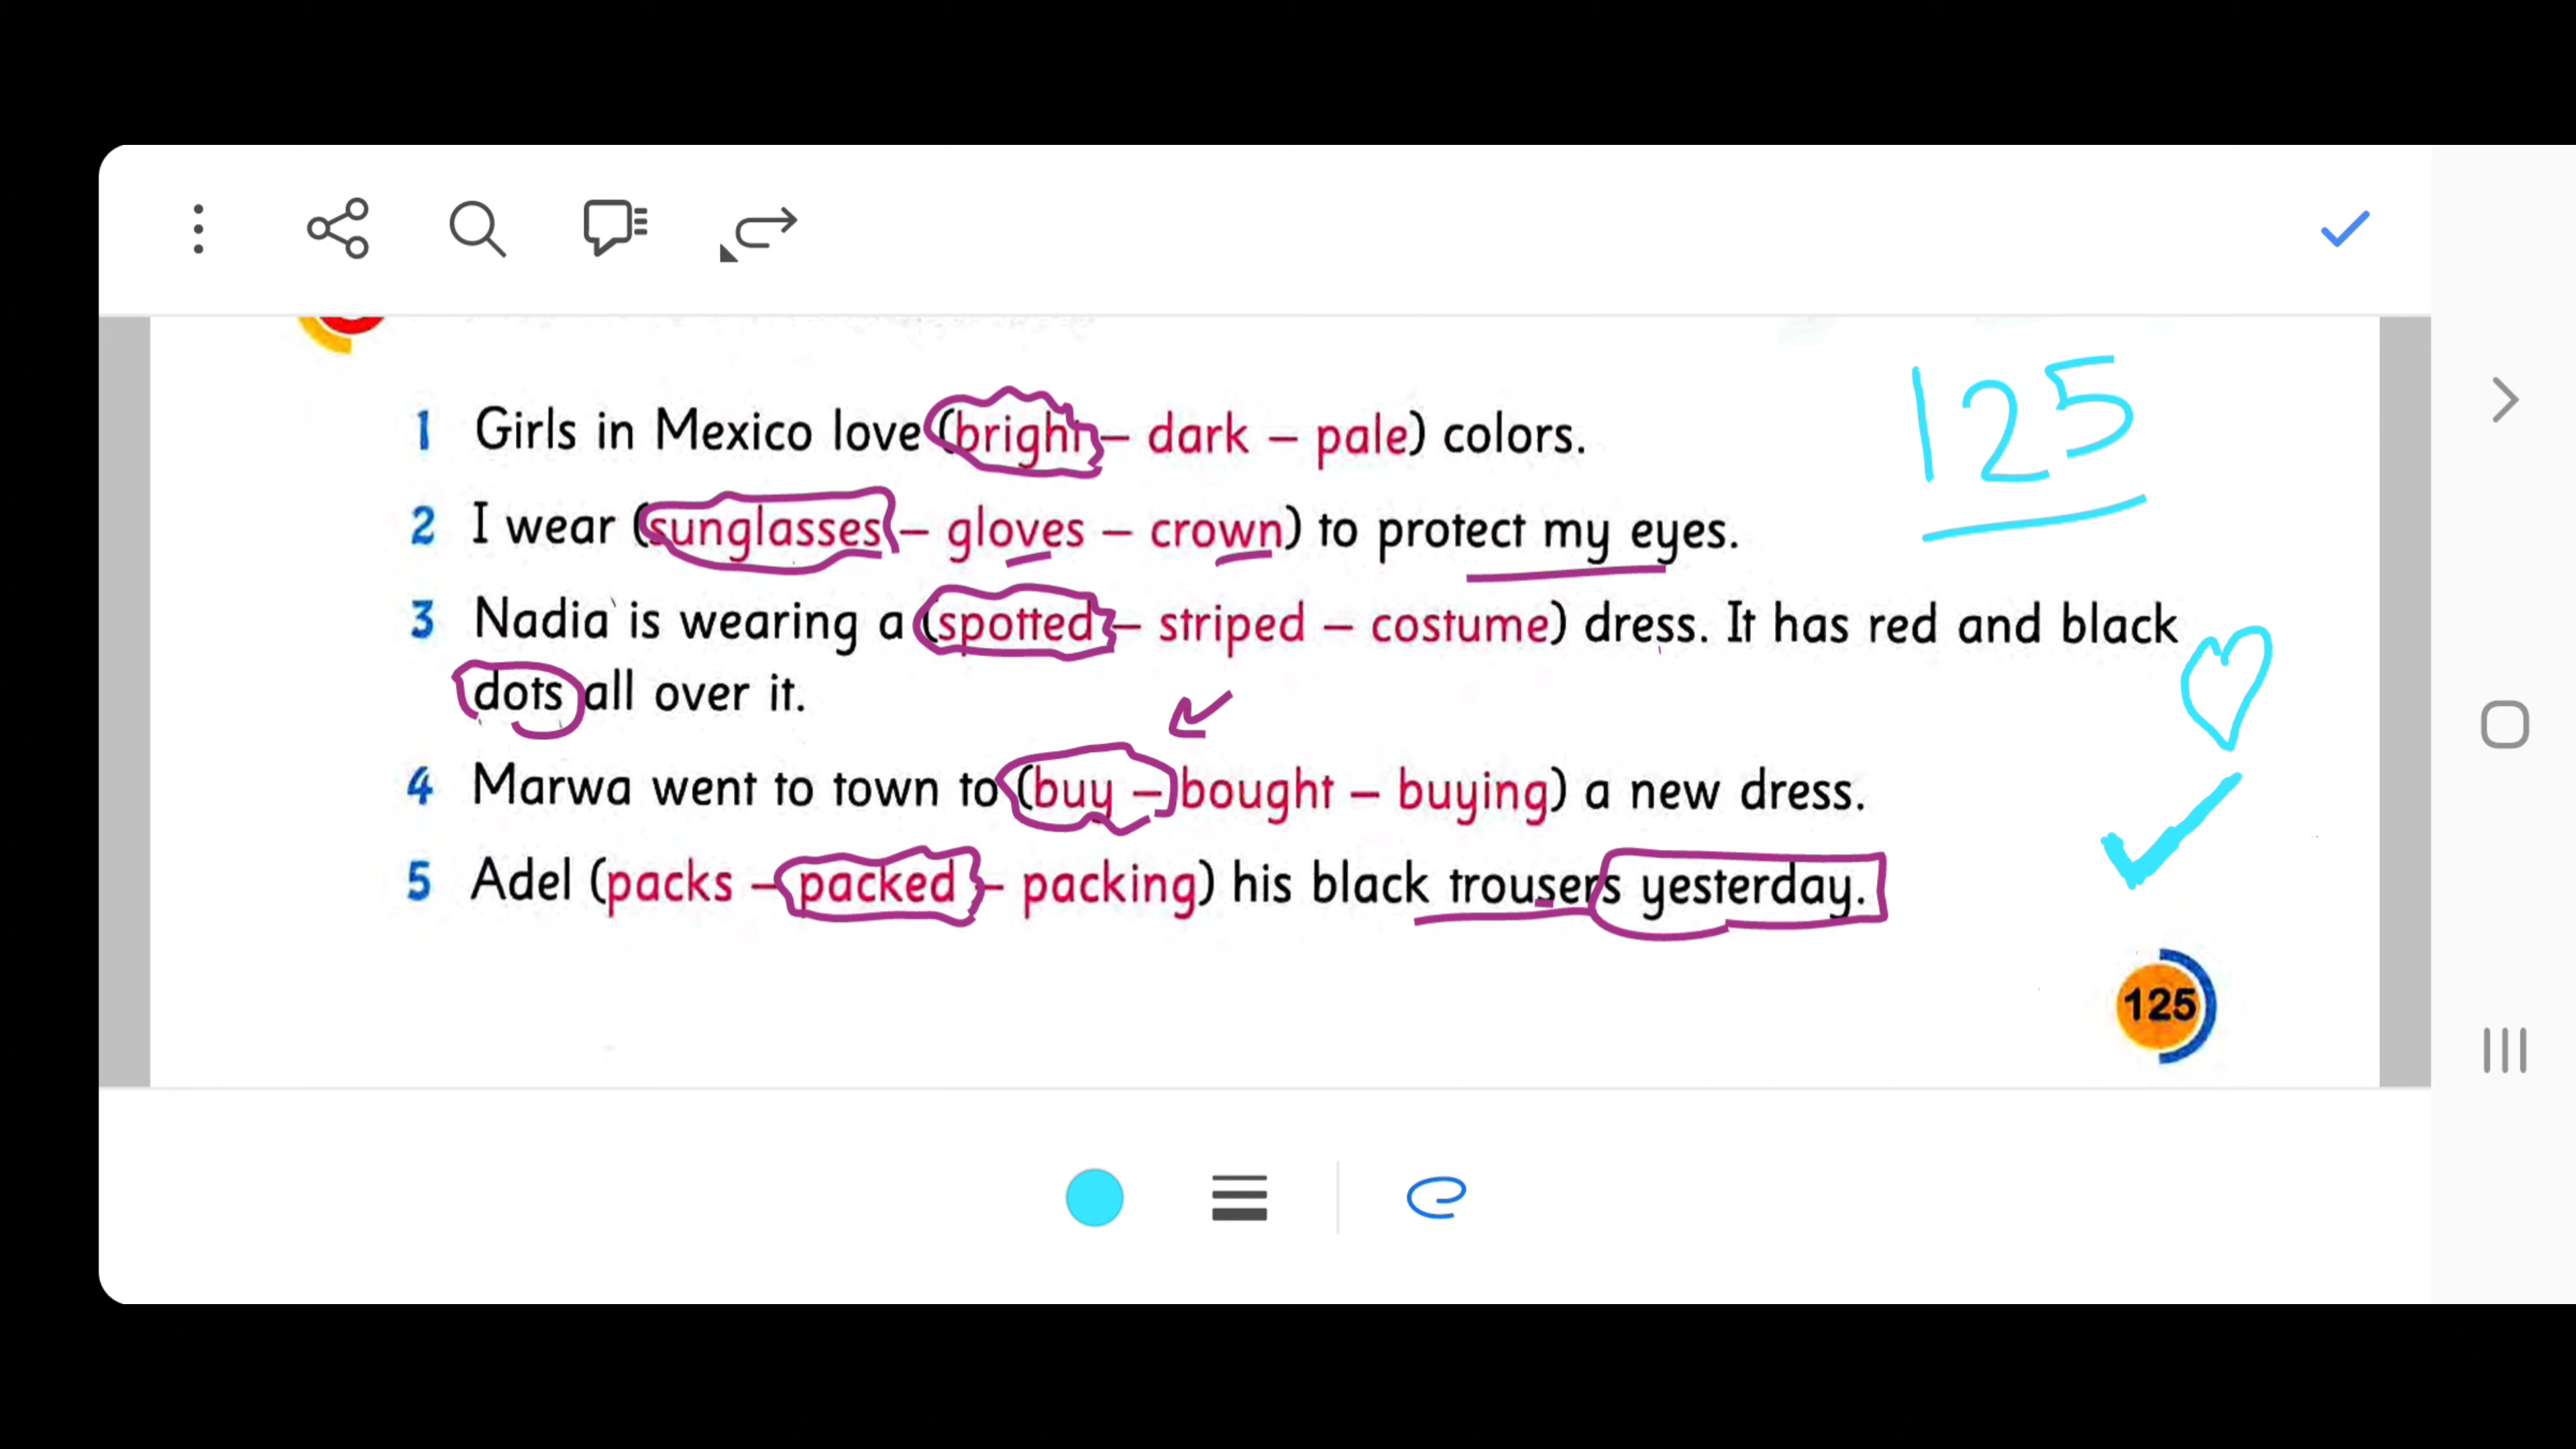 125
1 Girls in Mexico love (bright – dark – pale) colors.
2 I wear (sunglasses – gloves – crown) to protect my eyes.
3 Nadia is wearing a (spotted – striped – costume) dress. It has red and black
dots all over it.
4 Marwa went to town to (buy – bought – buying) a new dress.
5 Adel (packs – packed – packing) his black trousers yesterday.
125